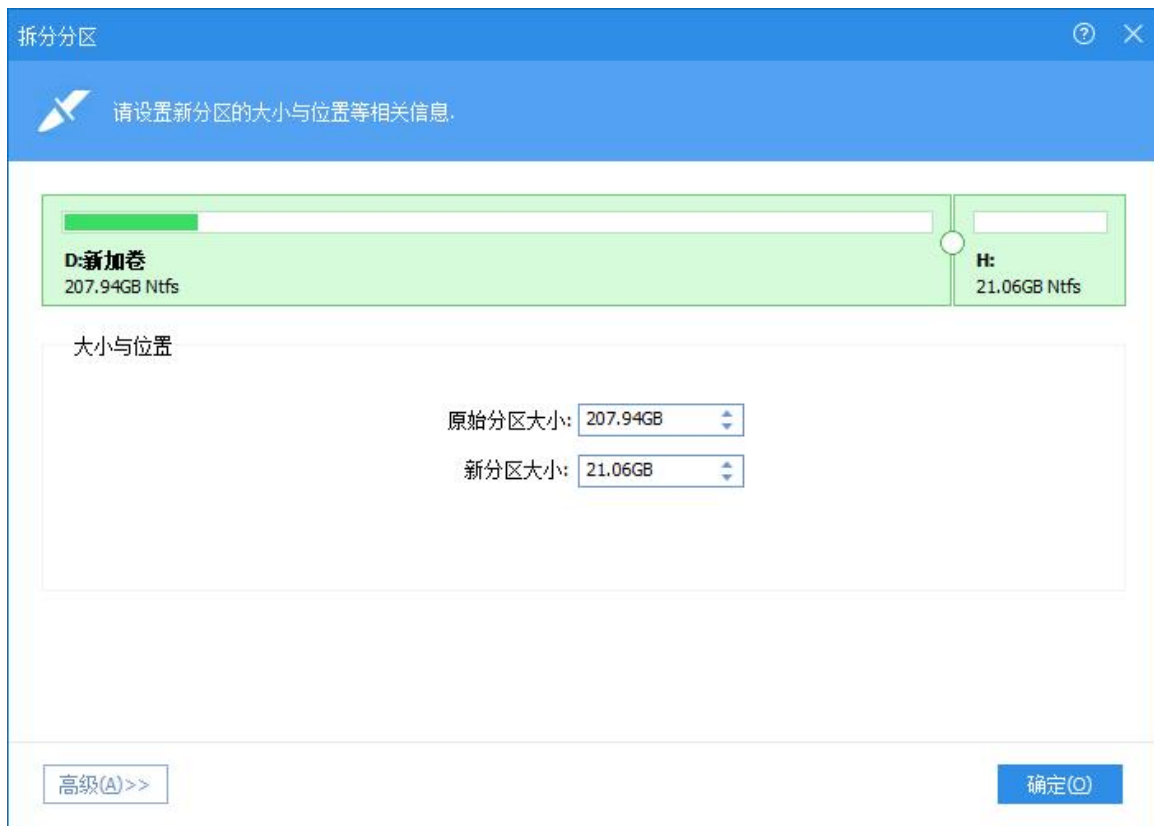 拆分分区
请设置新分区的大小与位置等相关信息.
D:新加卷
207.94GB Ntfs
H:
21.06GB Ntfs
大小与位置
原始分区大小: 207.94GB
新分区大小: 21.06GB
高级(A)>>
确定(O)